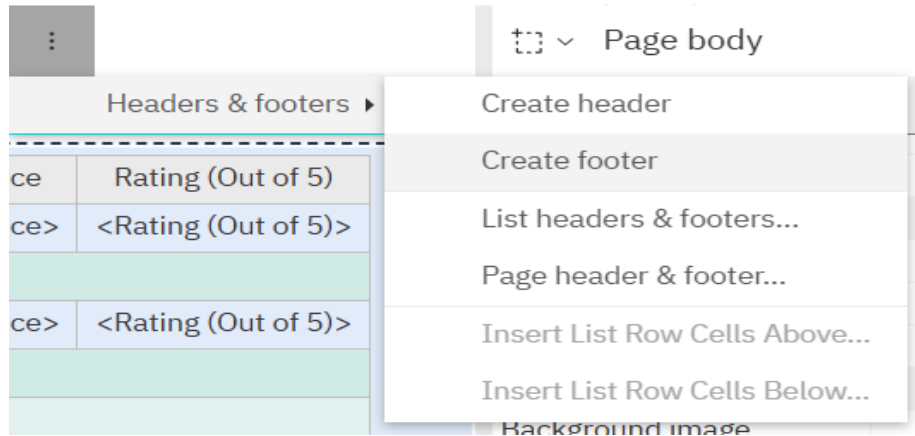 Page body
Headers & footers
Create header
Create footer
List headers & footers...
Page header & footer...
Insert List Row Cells Above...
Insert List Row Cells Below...
ce Rating (Out of 5)
ce> <Rating (Out of 5)>
ce> <Rating (Out of 5)>
Background image